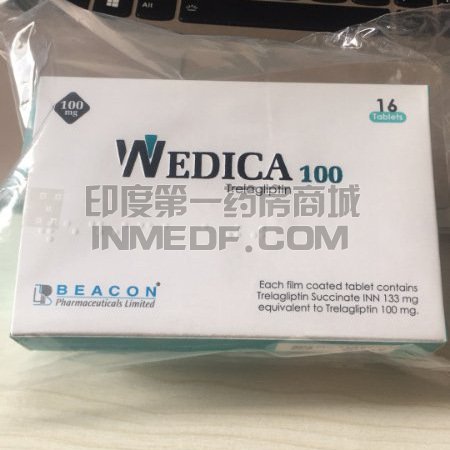 Alt
100
mg
16
Tablets
WEDICA 100
Trelagliptin
印度第一药房商城
INMEDF.COM
BEACON®
Pharmaceuticals Limited
Each film coated tablet contains
Trelagliptin Succinate INN 133 mg
equivalent to Trelagliptin 100 mg.